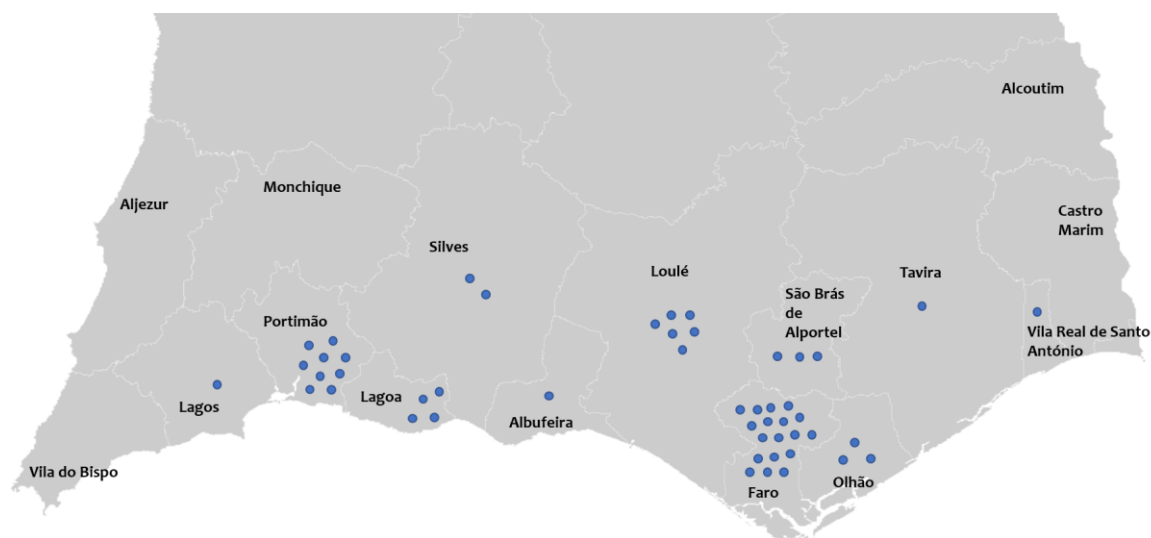 Alcoutim
Monchique
Aljezur
Castro
Marim
Silves
Loulé
Tavira
São Brás
de
Alportel
Portimão
Vila Real de Santo
António
Lagoa
Lagos
Albufeira
Vila do Bispo
Olhão
Faro